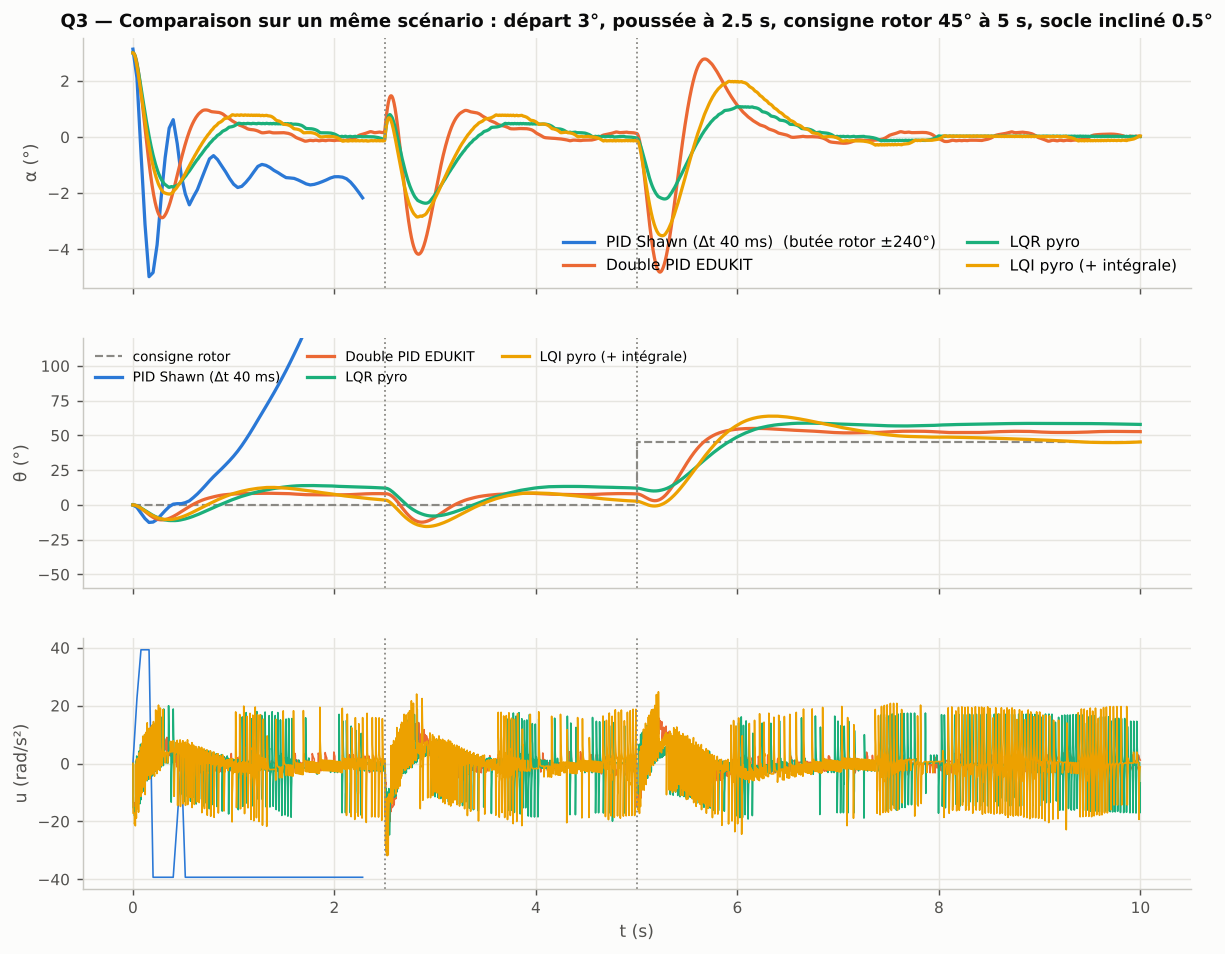 Q3 — Comparaison sur un même scénario : départ 3°, poussée à 2.5 s, consigne rotor 45° à 5 s, socle incliné 0.5°
2
0
−2
−4
α (°)
PID Shawn (Δt 40 ms)  (butée rotor ±240°)
Double PID EDUKIT
LQR pyro
LQI pyro (+ intégrale)
100
75
50
25
0
−25
−50
θ (°)
consigne rotor
PID Shawn (Δt 40 ms)
Double PID EDUKIT
LQR pyro
LQI pyro (+ intégrale)
40
20
0
−20
−40
u (rad/s²)
0 2 4 6 8 10
t (s)